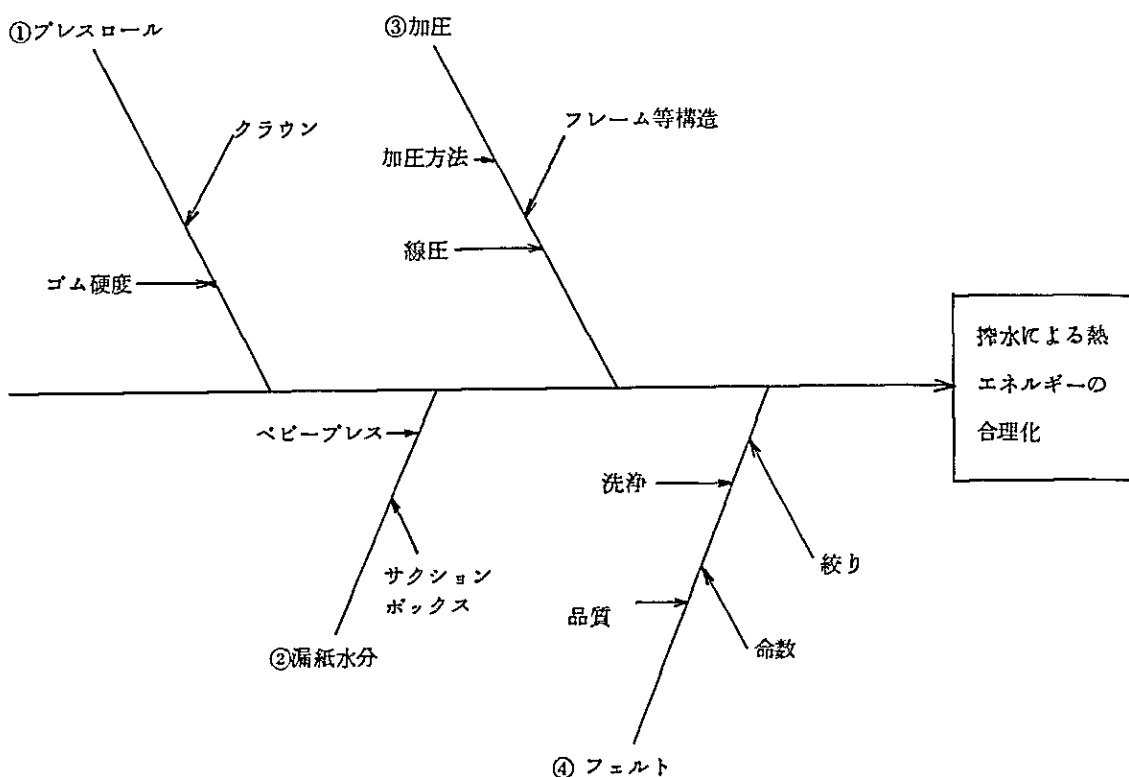 ①プレスロール
③加圧
クラウン
フレーム等構造
加圧方法
線圧
ゴム硬度
搾水による熱
エネルギーの
合理化
ベビープレス
洗浄
絞り
サクション
ボックス
品質
命数
②漏紙水分
④ フェルト